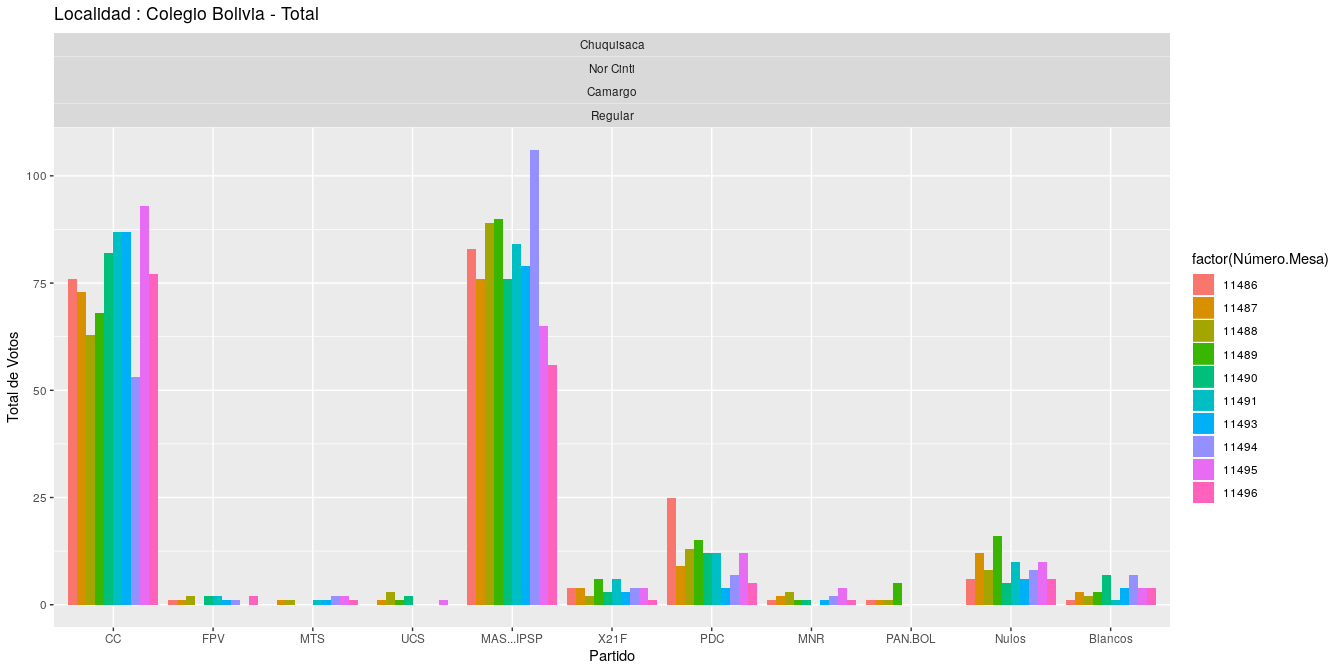 Localidad : Colegio Bolivia - Total
Chuquisaca
Nor Cinti
Camargo
Regular
Total de Votos
100
75
50
25
0
CC FPV MTS UCS MAS...IPSP X21F PDC MNR PAN.BOL Nulos Blancos
Partido
factor(Número.Mesa)
11486
11487
11488
11489
11490
11491
11493
11494
11495
11496